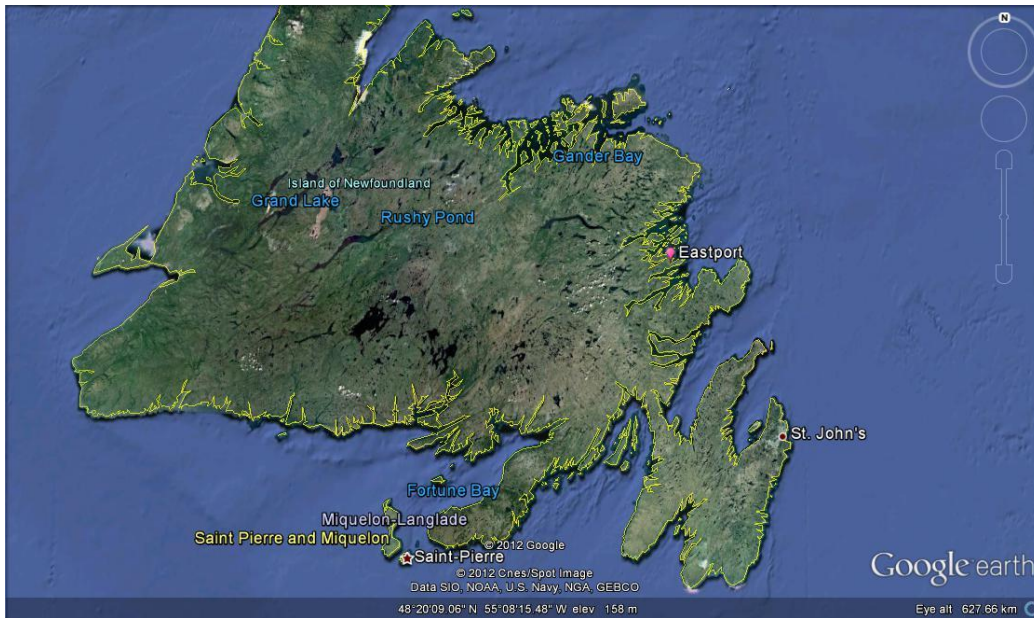 N
Gander Bay
Island of Newfoundland
Grand Lake
Rushy Pond
Eastport
St. John's
Fortune Bay
Miquelon-Langlade
Saint Pierre and Miquelon
© 2012 Google
Saint-Pierre
© 2012 Cnes/Spot Image
Data SIO, NOAA, U.S. Navy, NGA, GEBCO
Google earth
48°20'09.06" N 55°08'15.48" W elev 158 m
Eye alt 627.66 km